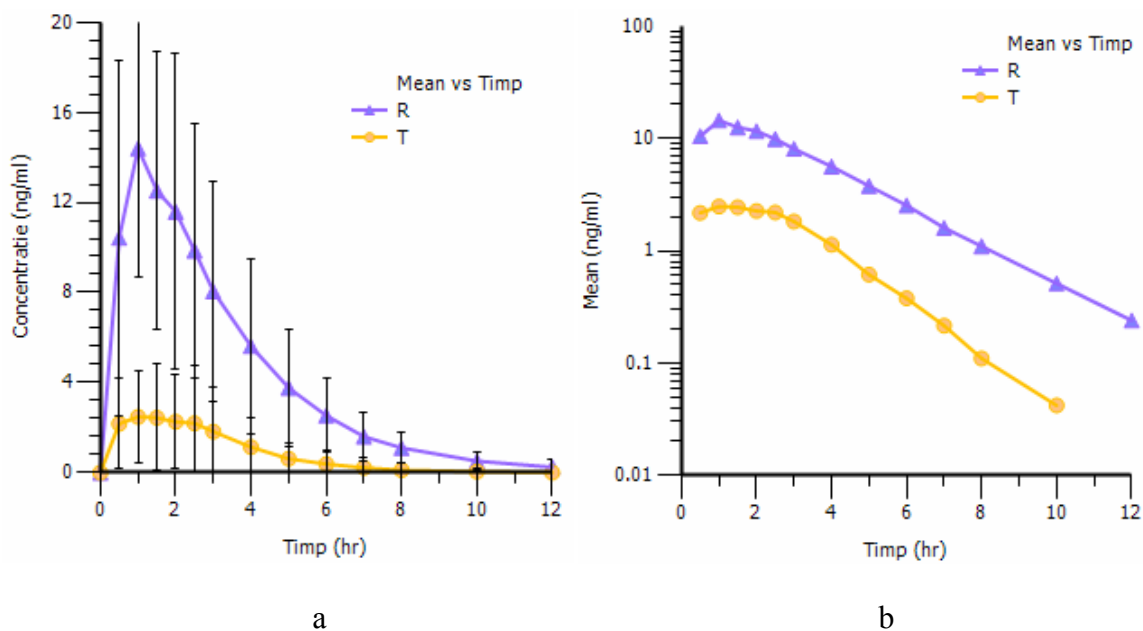 20
16
12
8
4
0
Concentratie (ng/ml)
Mean vs Timp
R
T
0 2 4 6 8 10 12
Timp (hr)
a
100
10
1
0.1
0.01
Mean (ng/ml)
Mean vs Timp
R
T
0 2 4 6 8 10 12
Timp (hr)
b